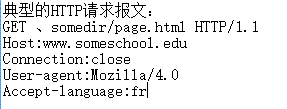 典型的HTTP请求报文:
GET 、somedir/page.html HTTP/1.1
Host:www.someschool.edu
Connection:close
User-agent:Mozilla/4.0
Accept-language:fr